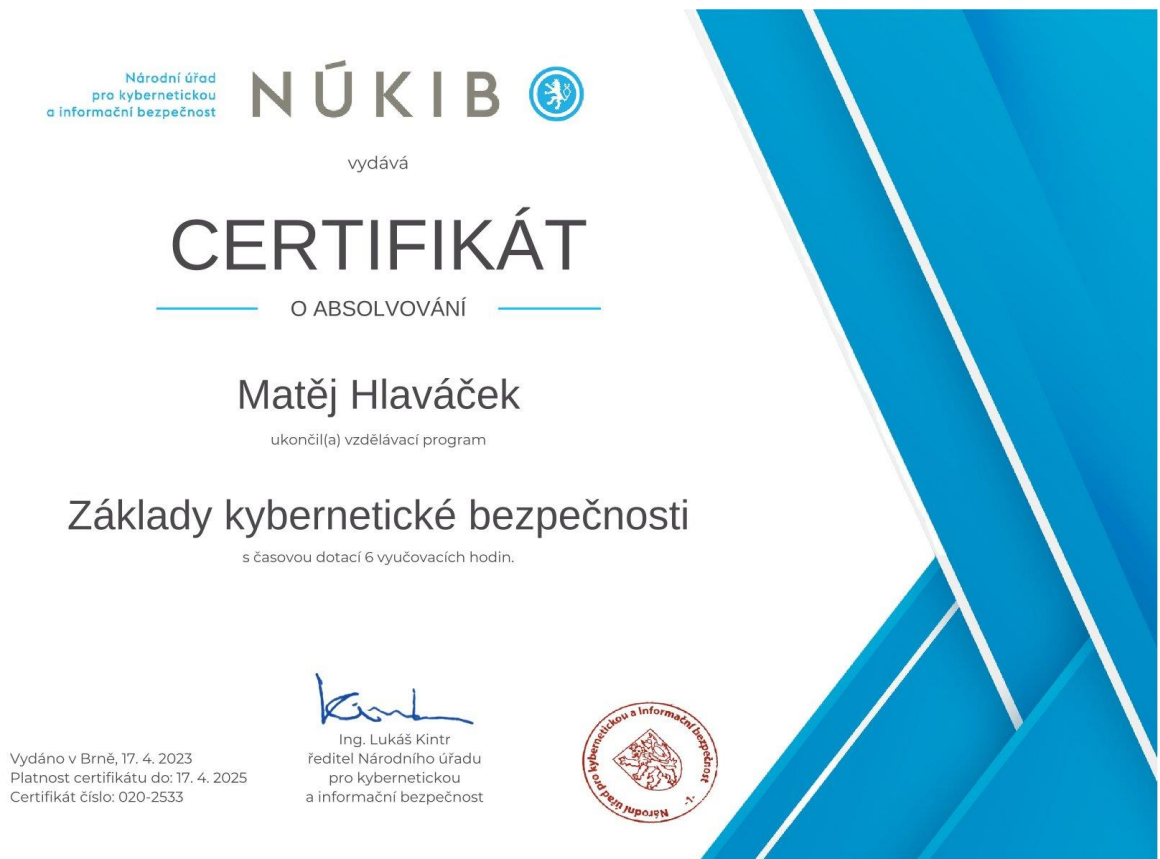 Národní úřad
pro kybernetickou
a informační bezpečnost
NÚKIB
vydává
CERTIFIKÁT
O ABSOLVOVÁNÍ
Matěj Hlaváček
ukončil(a) vzdělávací program
Základy kybernetické bezpečnosti
s časovou dotací 6 vyučovacích hodin.
Vydáno v Brně, 17. 4. 2023
Platnost certifikátu do: 17. 4. 2025
Certifikát číslo: 020-2533
Ing. Lukáš Kintr
ředitel Národního úřadu
pro kybernetickou
a informační bezpečnost
Národní úřad pro kybernetickou a informační bezpečnost
-1-